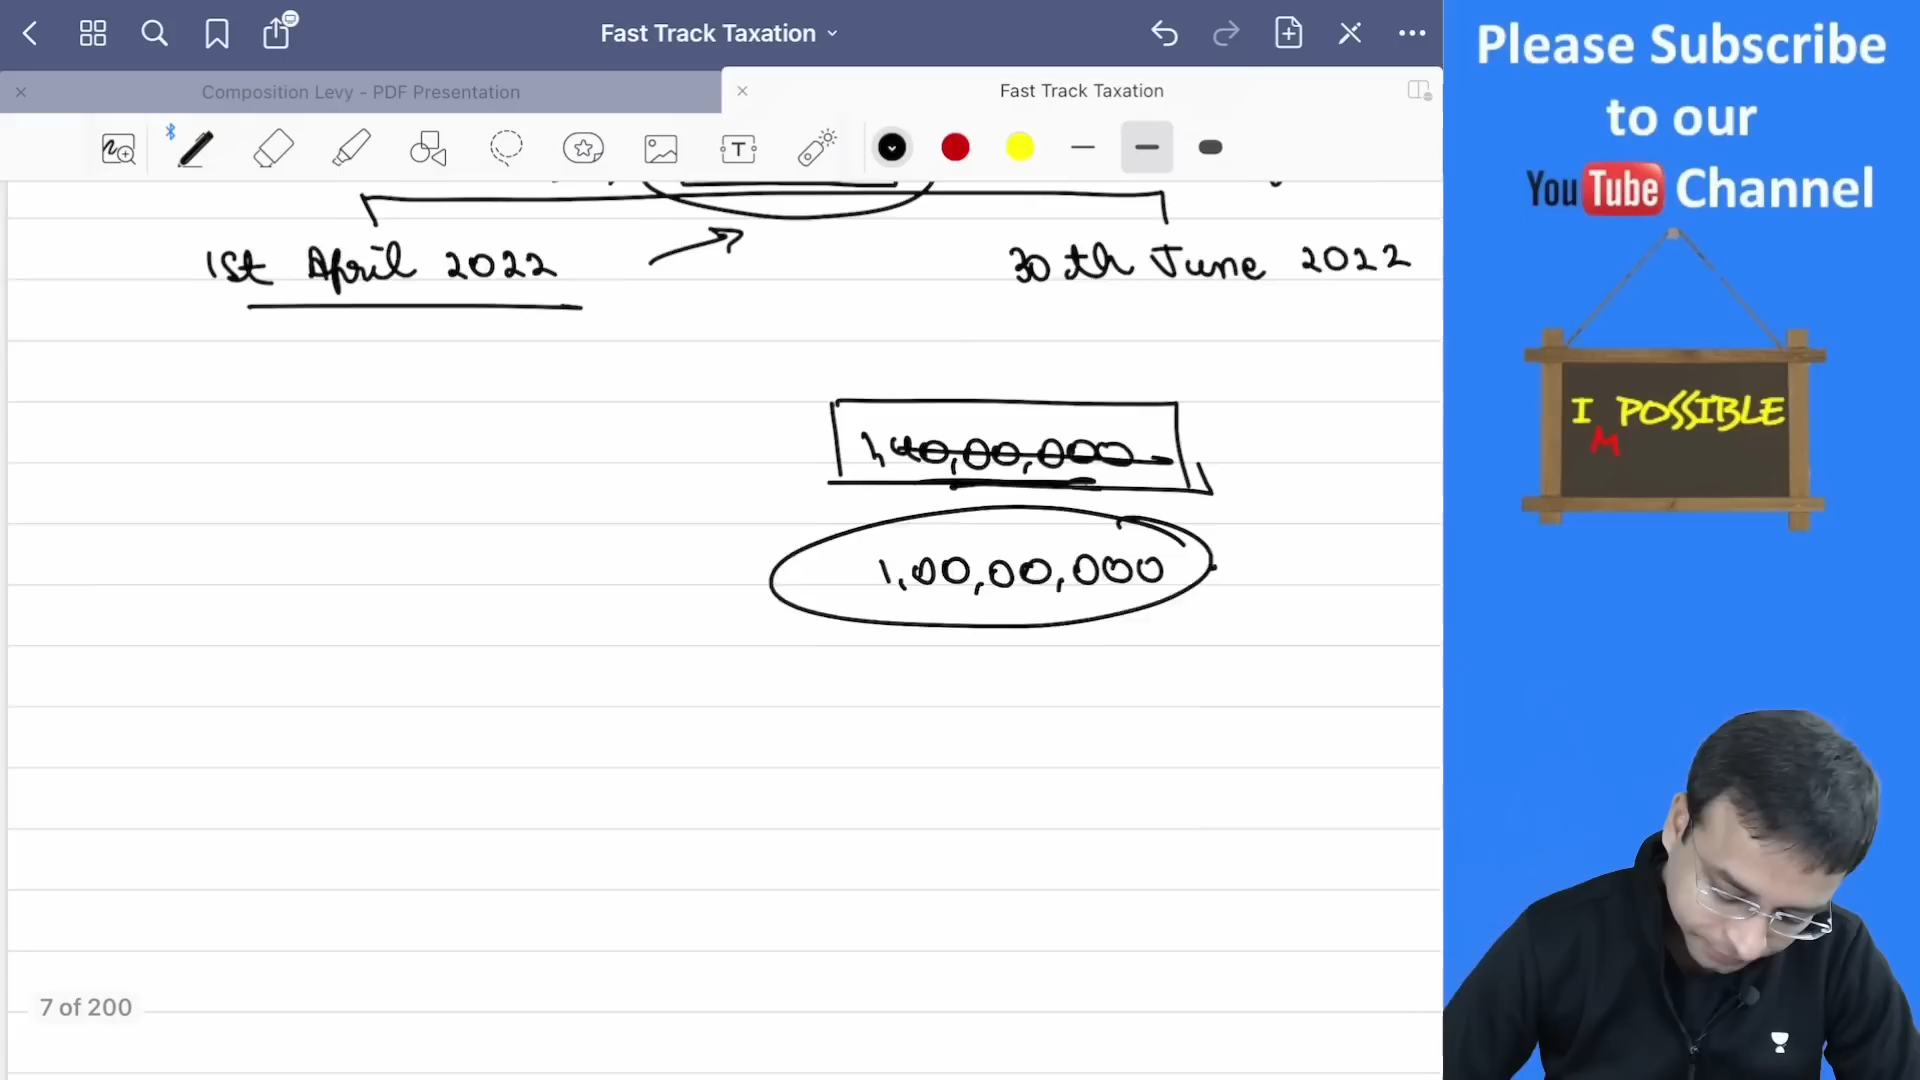 Fast Track Taxation
Composition Levy - PDF Presentation
Fast Track Taxation
T
1st April 2022
30th June 2022
40,00,000
1,00,00,000
7 of 200
Please Subscribe
to our
YouTube Channel
I POSSIBLE
M